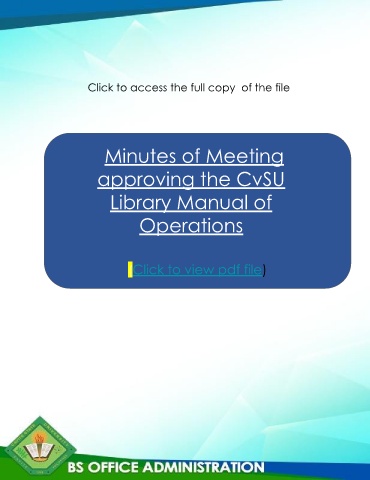 Click to access the full copy of the file
Minutes of Meeting
approving the CvSU
Library Manual of
Operations
(Click to view pdf file)
BS OFFICE ADMINISTRATION